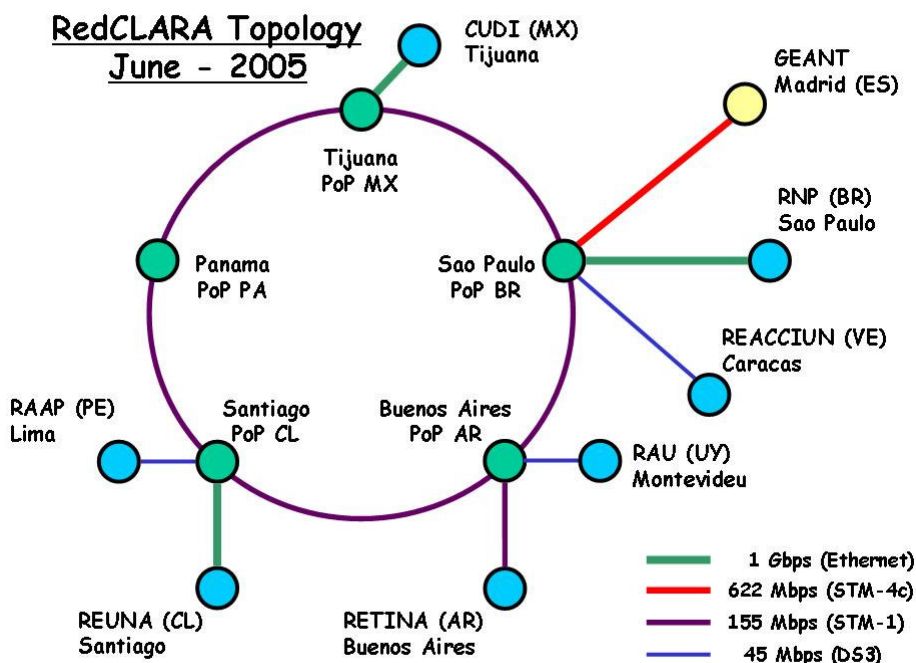 RedCLARA Topology
June - 2005
CUDI (MX)
Tijuana
GEANT
Madrid (ES)
Tijuana
PoP MX
RNP (BR)
Sao Paulo
Panama
PoP PA
Sao Paulo
PoP BR
REACCIUN (VE)
Caracas
RAAP (PE)
Lima
Santiago
PoP CL
Buenos Aires
PoP AR
RAU (UY)
Montevideu
REUNA (CL)
Santiago
RETINA (AR)
Buenos Aires
1 Gbps (Ethernet)
622 Mbps (STM-4c)
155 Mbps (STM-1)
45 Mbps (DS3)